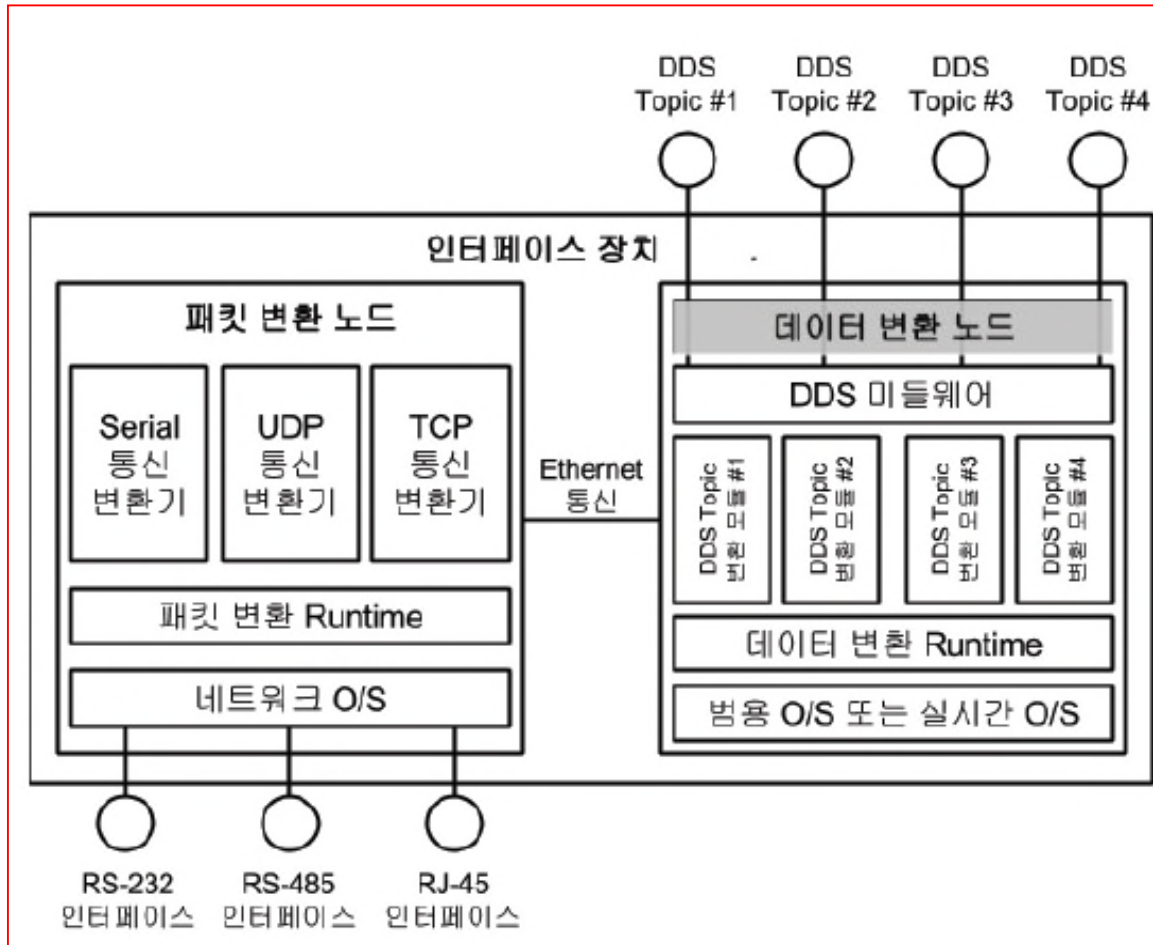 DDS
Topic #1
DDS
Topic #2
DDS
Topic #3
DDS
Topic #4
인터페이스 장치
패킷 변환 노드
Serial
통신
변환기
UDP
통신
변환기
TCP
통신
변환기
패킷 변환 Runtime
네트워크 O/S
Ethernet
통신
데이터 변환 노드
DDS 미들웨어
DDS Topic
변환 모듈 #1
DDS Topic
변환 모듈 #2
DDS Topic
변환 모듈 #3
DDS Topic
변환 모듈 #4
데이터 변환 Runtime
범용 O/S 또는 실시간 O/S
RS-232
인터페이스
RS-485
인터페이스
RJ-45
인터페이스